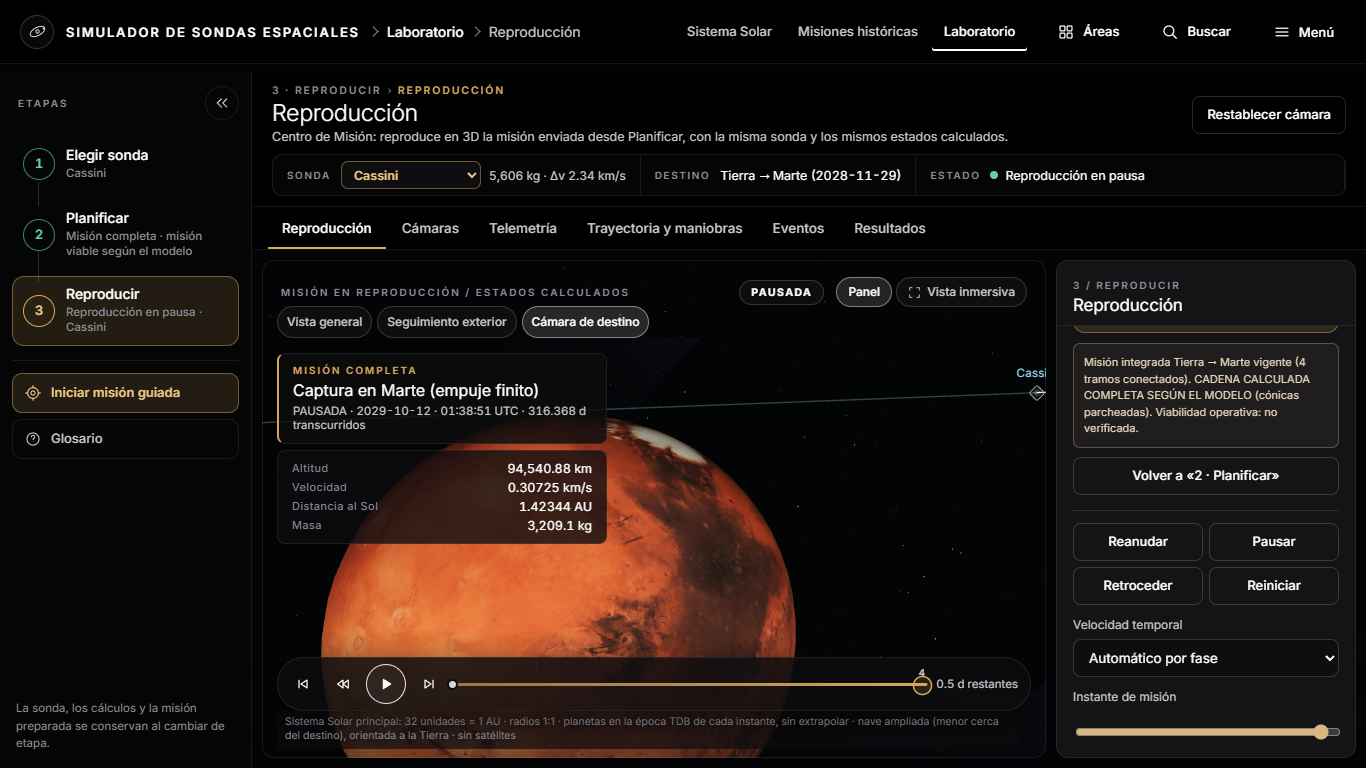 SIMULADOR DE SONDAS ESPACIALES > Laboratorio > Reproducción
Sistema Solar
Misiones históricas
Laboratorio
Áreas
Buscar
Menú
ETAPAS
1
Elegir sonda
Cassini
2
Planificar
Misión completa · misión
viable según el modelo
3
Reproducir
Reproducción en pausa ·
Cassini
Iniciar misión guiada
Glosario
La sonda, los cálculos y la misión
preparada se conservan al cambiar de
etapa.
3 · REPRODUCIR › REPRODUCCIÓN
Reproducción
Centro de Misión: reproduce en 3D la misión enviada desde Planificar, con la misma sonda y los mismos estados calculados.
Restablecer cámara
SONDA
Cassini
5,606 kg · Δv 2.34 km/s
DESTINO
Tierra → Marte (2028-11-29)
ESTADO
Reproducción en pausa
Reproducción
Cámaras
Telemetría
Trayectoria y maniobras
Eventos
Resultados
MISIÓN EN REPRODUCCIÓN / ESTADOS CALCULADOS
PAUSADA
Panel
Vista inmersiva
Vista general
Seguimiento exterior
Cámara de destino
MISIÓN COMPLETA
Captura en Marte (empuje finito)
PAUSADA · 2029-10-12 · 01:38:51 UTC · 316.368 d
transcurridos
Altitud 94,540.88 km
Velocidad 0.30725 km/s
Distancia al Sol 1.42344 AU
Masa 3,209.1 kg
Cassi
4
0.5 d restantes
Sistema Solar principal: 32 unidades = 1 AU · radios 1:1 · planetas en la época TDB de cada instante, sin extrapolar · nave ampliada (menor cerca
del destino), orientada a la Tierra · sin satélites
3 / REPRODUCIR
Reproducción
Misión integrada Tierra → Marte vigente (4
tramos conectados). CADENA CALCULADA
COMPLETA SEGÚN EL MODELO (cónicas
parcheadas). Viabilidad operativa: no
verificada.
Volver a «2 · Planificar»
Reanudar
Pausar
Retroceder
Reiniciar
Velocidad temporal
Automático por fase
Instante de misión